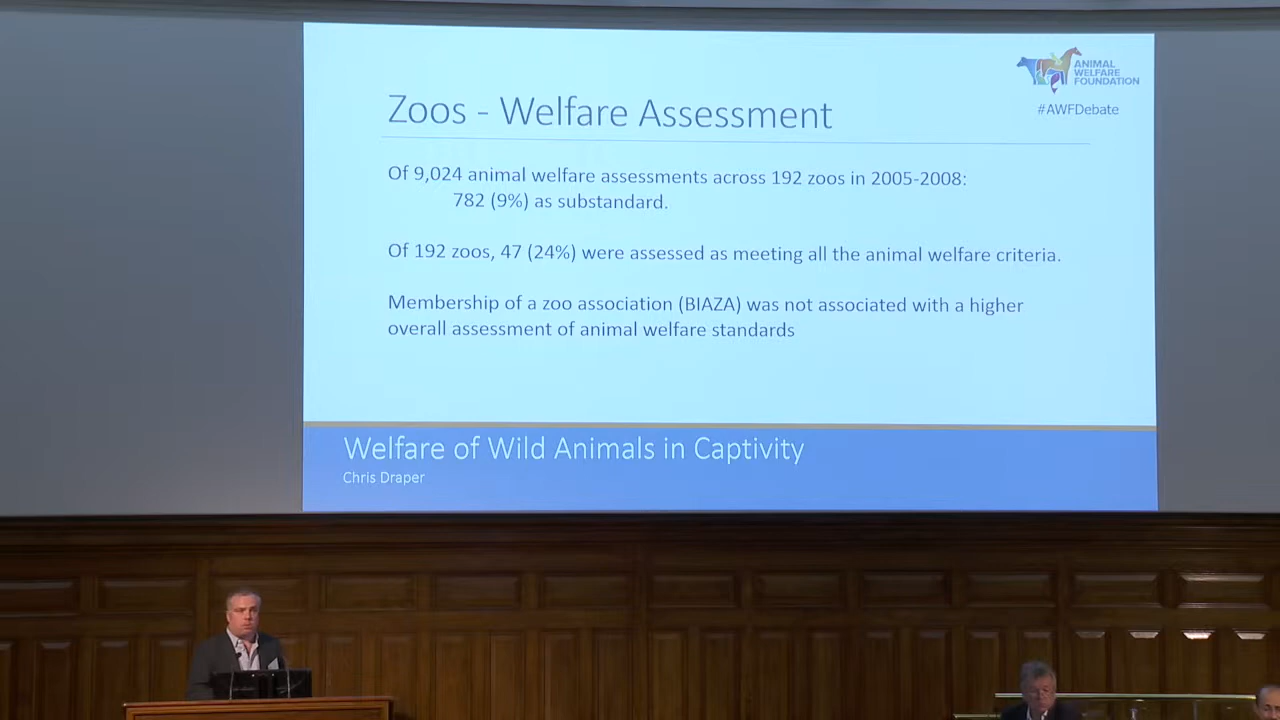 ANIMAL
WELFARE
FOUNDATION
#AWFDebate
Zoos - Welfare Assessment
Of 9,024 animal welfare assessments across 192 zoos in 2005-2008:
782 (9%) as substandard.
Of 192 zoos, 47 (24%) were assessed as meeting all the animal welfare criteria.
Membership of a zoo association (BIAZA) was not associated with a higher
overall assessment of animal welfare standards
Welfare of Wild Animals in Captivity
Chris Draper